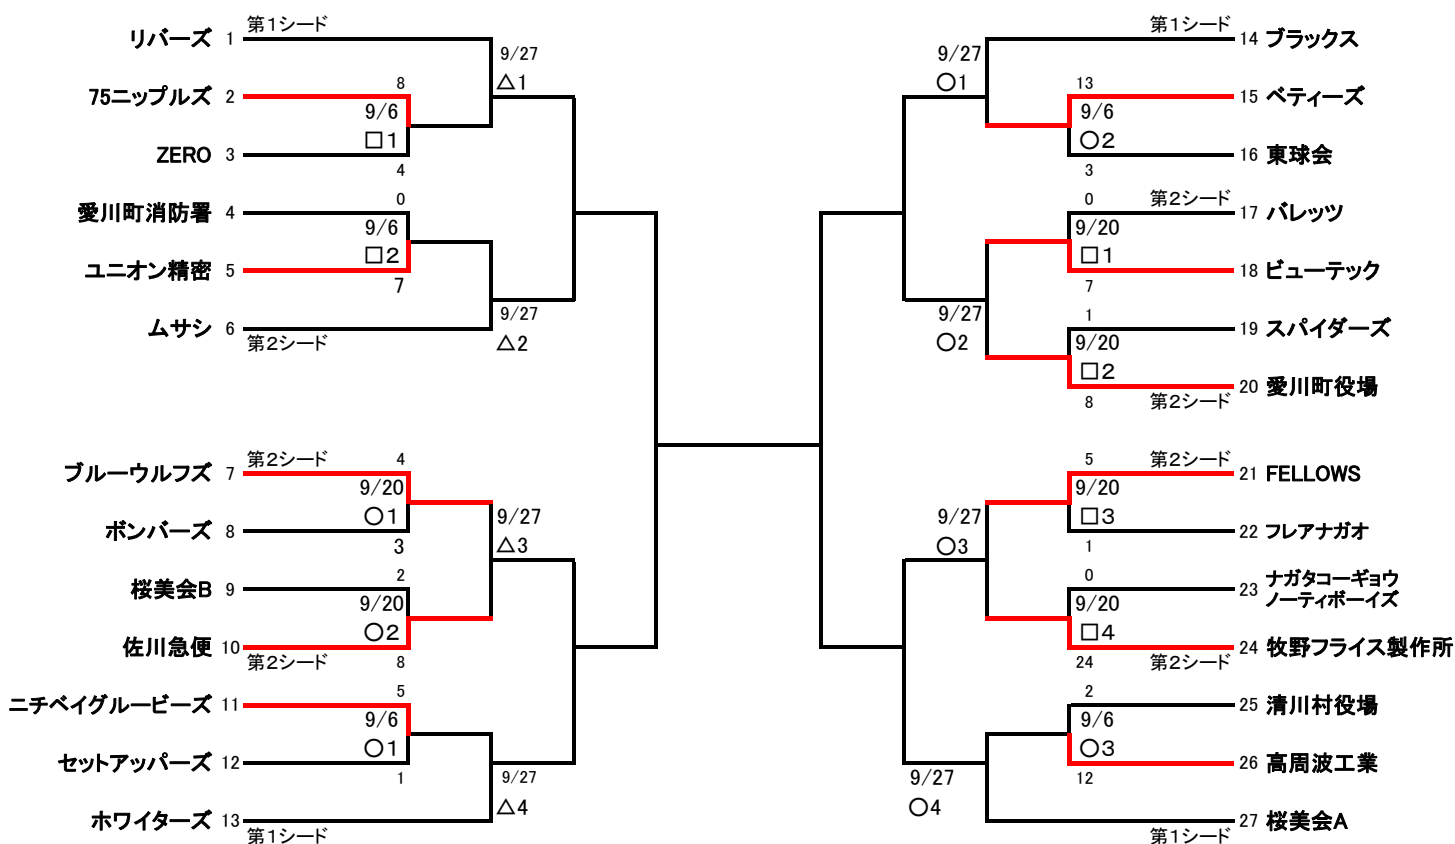 リバーズ 1 第1シード
9/27
△1
75ニップルズ 2 8
9/6
□1
ZERO 3 4
愛川町消防署 4 0
9/6
□2
ユニオン精密 5 7
ムサシ 6 第2シード
9/27
△2
ブルーウルフズ 7 第2シード 4
9/20
○1
ボンバーズ 8 3
9/27
△3
桜美会B 9 2
9/20
○2
佐川急便 10 第2シード 8
ニチベイグルービーズ 11 5
9/6
○1
セットアッパーズ 12 1
9/27
△4
ホワイターズ 13 第1シード
第1シード 14 ブラックス
9/27
○1
13 15 ベティーズ
9/6
○2
3 16 東球会
0 第2シード 17 バレッツ
9/20
□1
7 18 ビューテック
9/27
○2
1 19 スパイダーズ
9/20
□2
8 第2シード 20 愛川町役場
5 第2シード 21 FELLOWS
9/20
□3
1 22 フレアナガオ
9/27
○3
0 23 ナガタコーギョウ
ノーティボーイズ
9/20
□4
24 第2シード 24 牧野フライス製作所
2 25 清川村役場
9/6
○3
12 26 高周波工業
9/27
○4
第1シード 27 桜美会A